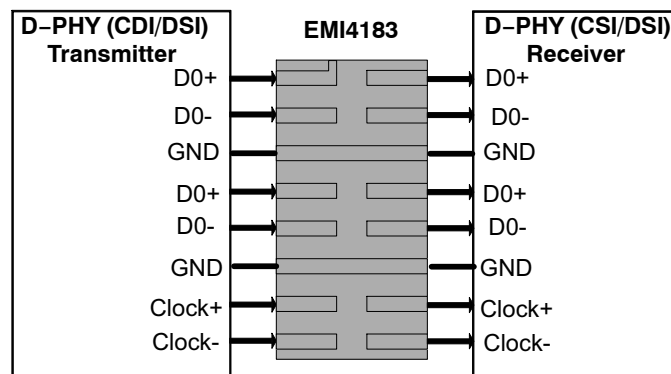 D−PHY (CDI/DSI) EMI4183 D−PHY (CSI/DSI)
Transmitter Receiver
D0+ D0+
D0- D0-
GND GND
D0+ D0+
D0- D0-
GND GND
Clock+ Clock+
Clock- Clock-